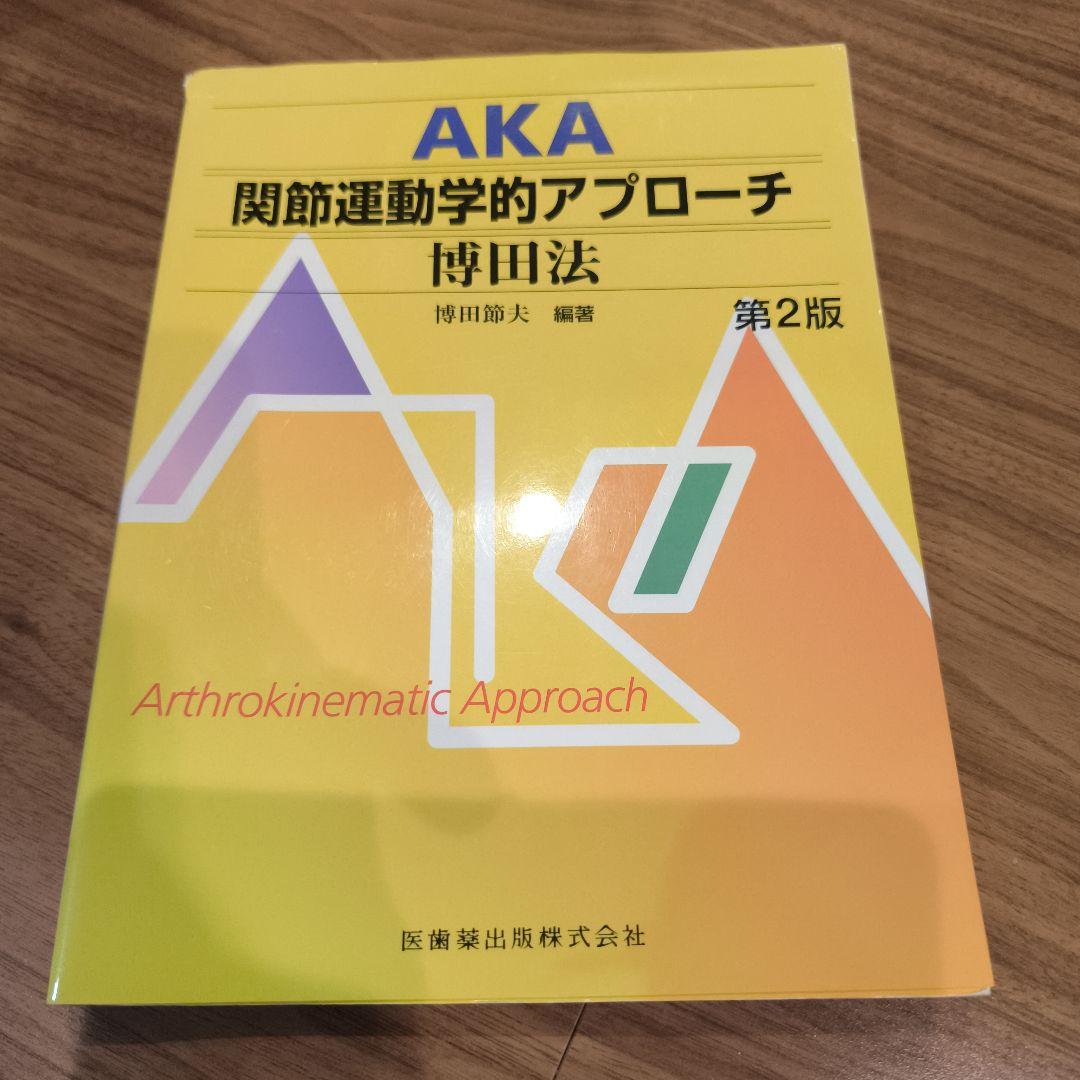 AKA
関節運動学的アプローチ
博田法
博田節夫 編著
第2版
Arthrokinematic Approach
医歯薬出版株式会社